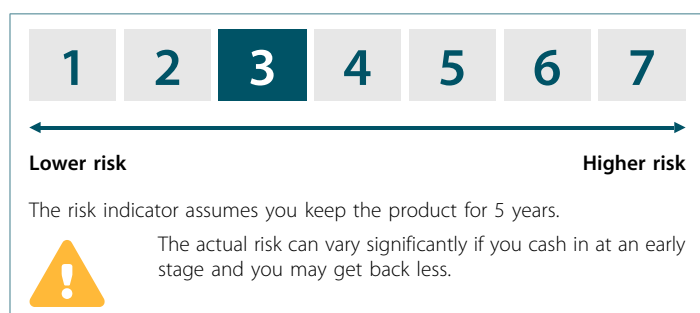 1 2 3 4 5 6 7
Lower risk Higher risk
The risk indicator assumes you keep the product for 5 years.
The actual risk can vary significantly if you cash in at an early
stage and you may get back less.